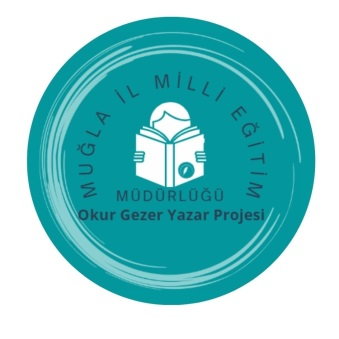 MUĞLA İL MİLLİ EĞİTİM
MÜDÜRLÜĞÜ
Okur Gezer Yazar Projesi